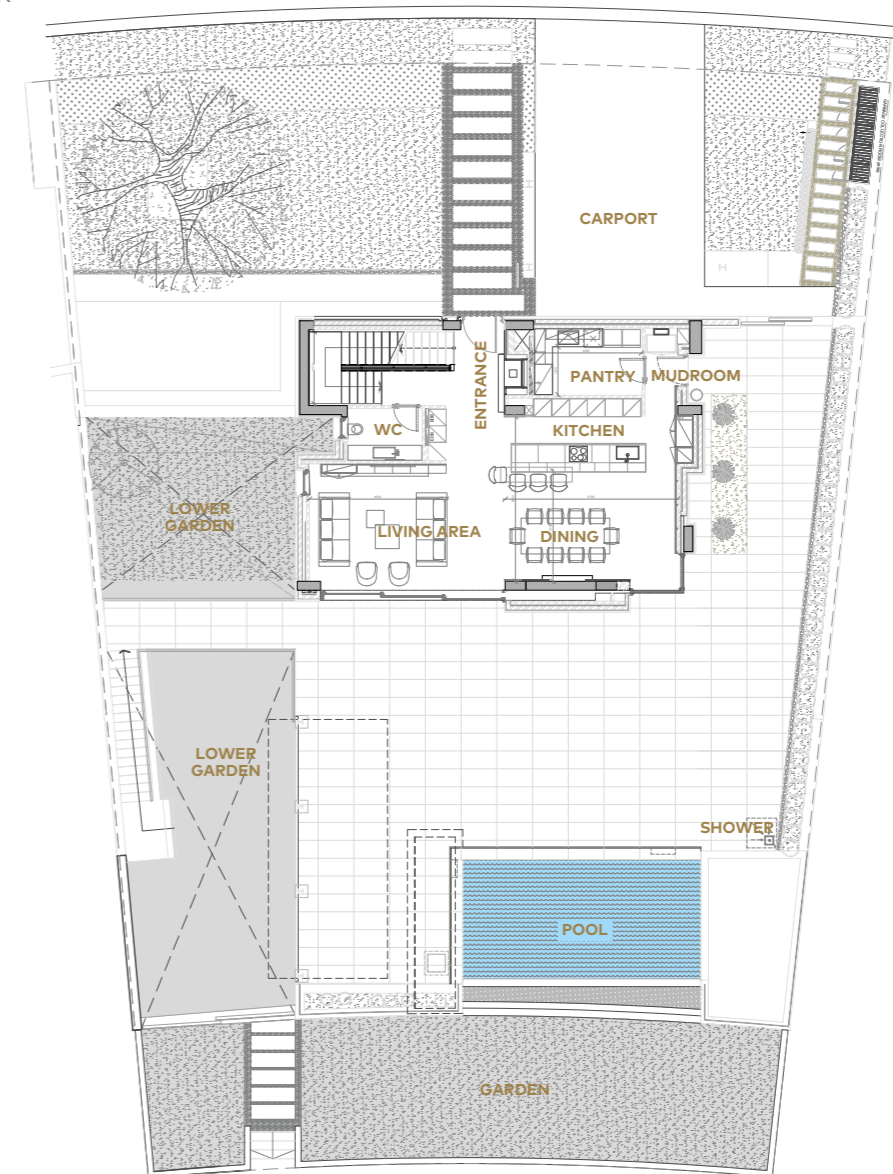 CARPORT
ENTRANCE
PANTRY
MUDROOM
WC
KITCHEN
LOWER
GARDEN
LIVING AREA
DINING
LOWER
GARDEN
SHOWER
POOL
GARDEN